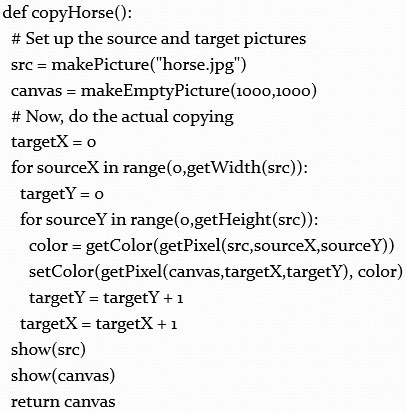 def copyHorse():
  # Set up the source and target pictures
  src = makePicture("horse.jpg")
  canvas = makeEmptyPicture(1000,1000)
  # Now, do the actual copying
  targetX = 0
  for sourceX in range(0,getWidth(src)):
    targetY = 0
    for sourceY in range(0,getHeight(src)):
      color = getColor(getPixel(src,sourceX,sourceY))
      setColor(getPixel(canvas,targetX,targetY), color)
      targetY = targetY + 1
    targetX = targetX + 1
  show(src)
  show(canvas)
  return canvas